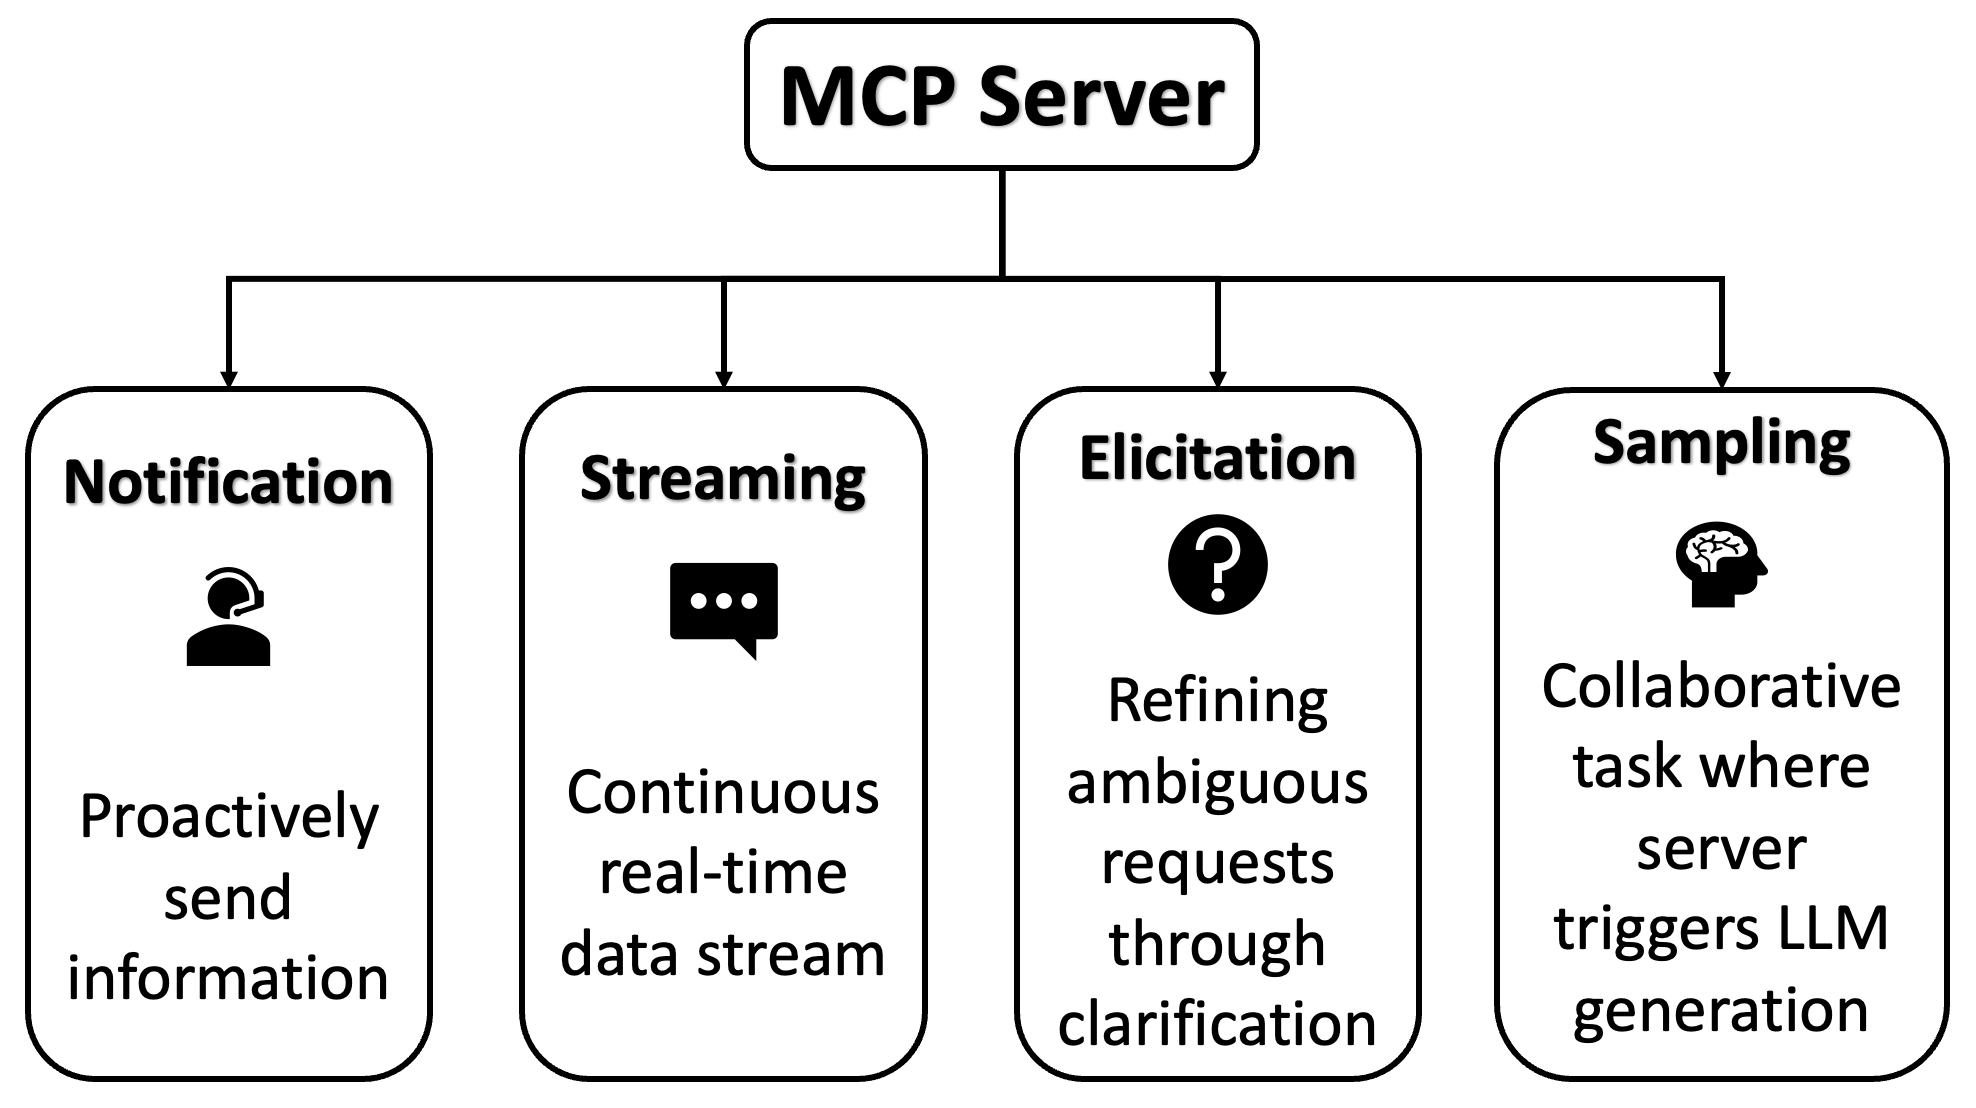 MCP Server
Notification
Proactively
send
information
Streaming
Continuous
real-time
data stream
Elicitation
Refining
ambiguous
requests
through
clarification
Sampling
Collaborative
task where
server
triggers LLM
generation